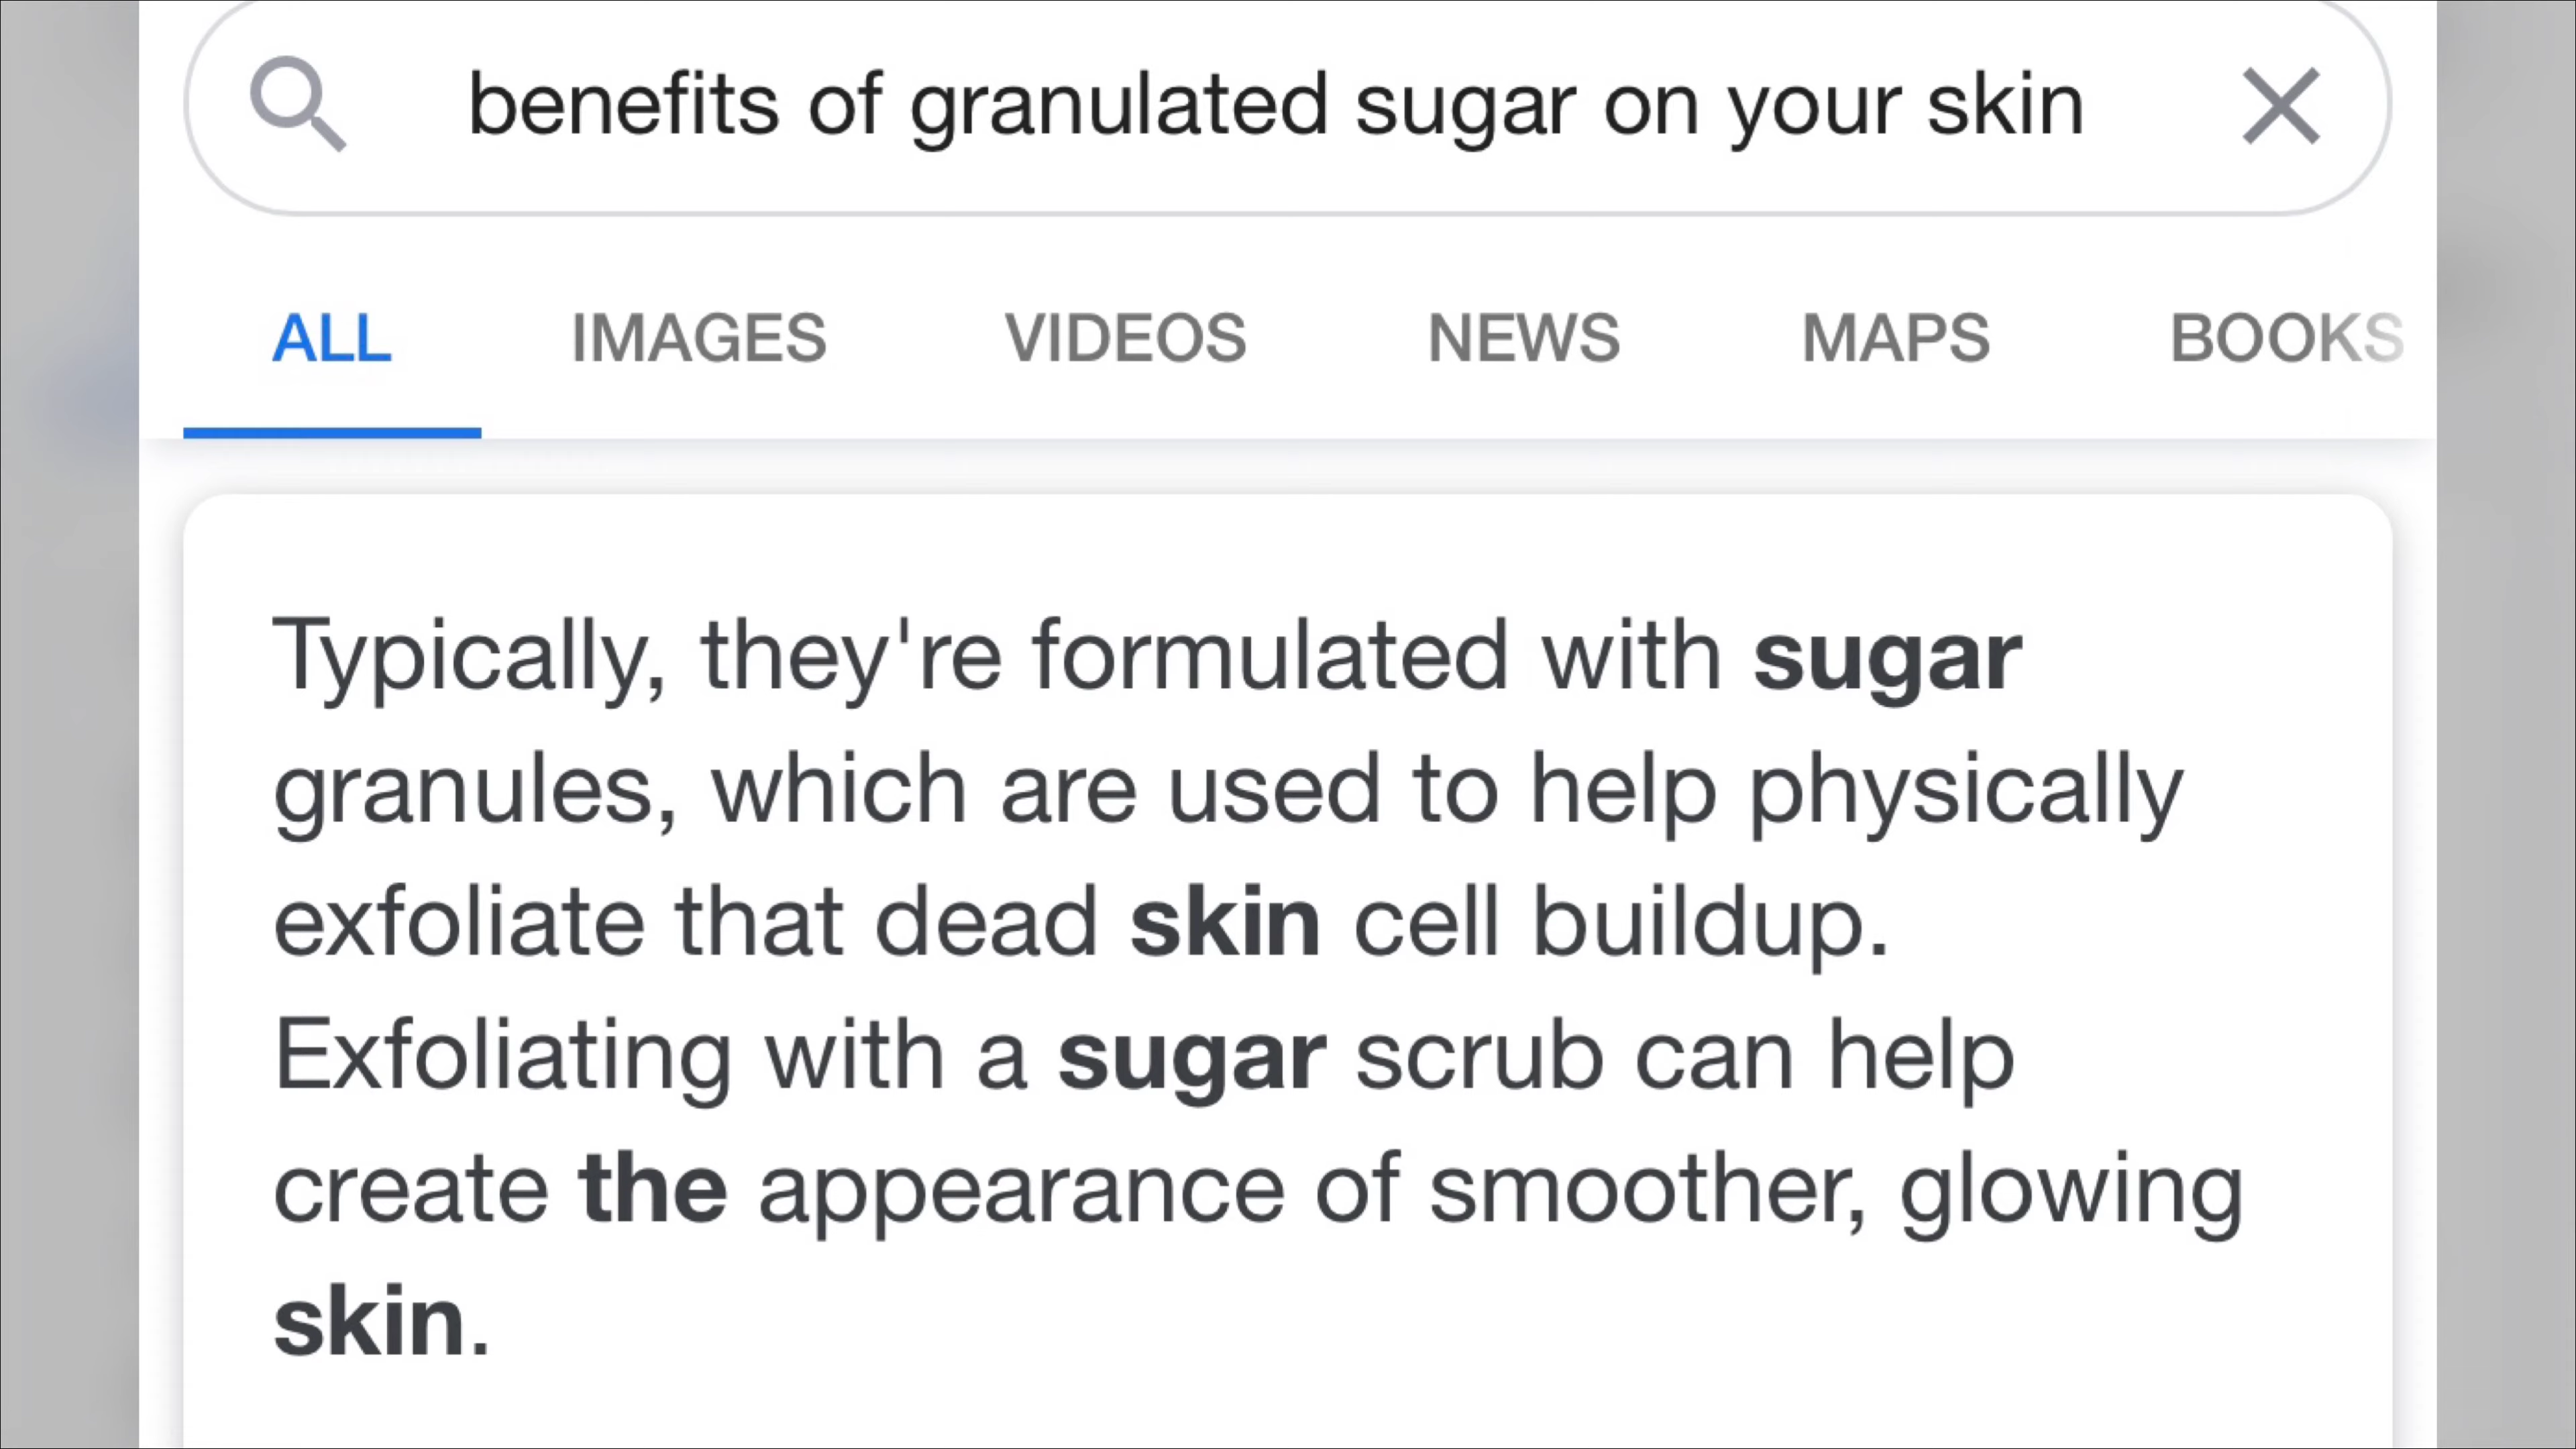 benefits of granulated sugar on your skin
ALL IMAGES VIDEOS NEWS MAPS BOOKS
Typically, they're formulated with sugar
granules, which are used to help physically
exfoliate that dead skin cell buildup.
Exfoliating with a sugar scrub can help
create the appearance of smoother, glowing
skin.